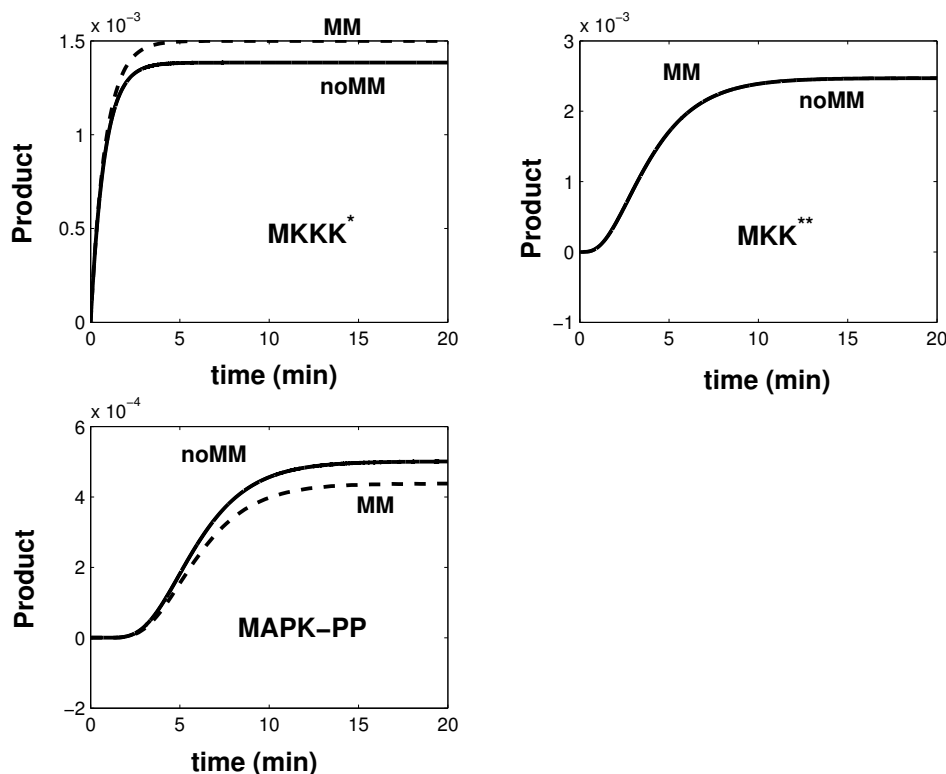 x 10⁻³
1.5
1
0.5
0
Product
MM
noMM
MKKK*
0 5 10 15 20
time (min)
x 10⁻³
3
2
1
0
−1
Product
MM
noMM
MKK**
0 5 10 15 20
time (min)
x 10⁻⁴
6
4
2
0
−2
Product
noMM
MM
MAPK−PP
0 5 10 15 20
time (min)